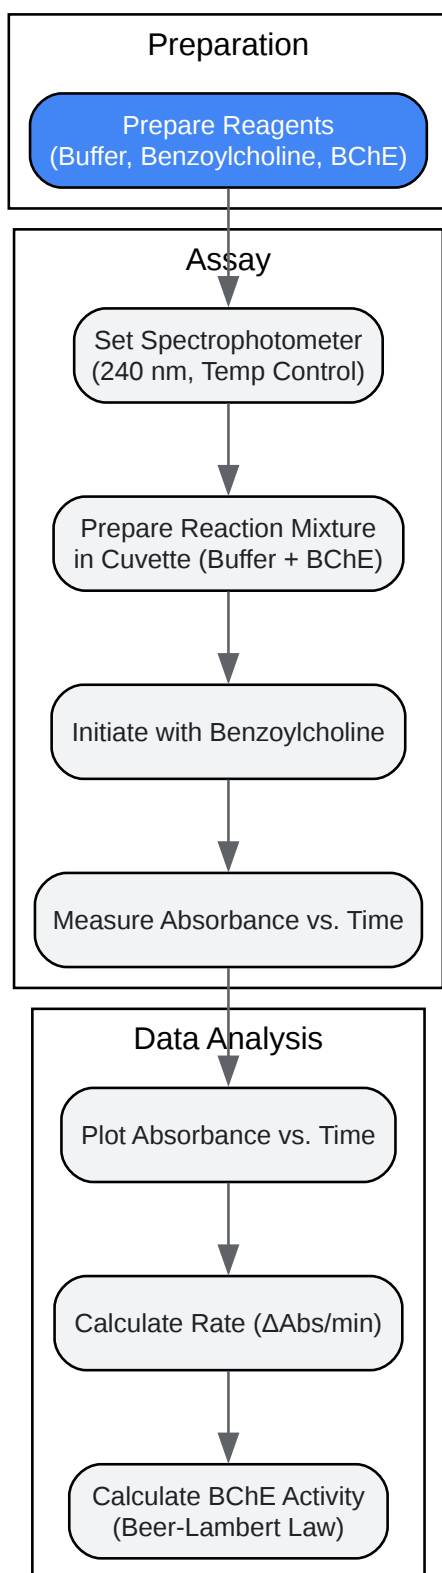 Preparation
Prepare Reagents
(Buffer, Benzoylcholine, BChE)
Assay
Set Spectrophotometer
(240 nm, Temp Control)
Prepare Reaction Mixture
in Cuvette (Buffer + BChE)
Initiate with Benzoylcholine
Measure Absorbance vs. Time
Data Analysis
Plot Absorbance vs. Time
Calculate Rate (ΔAbs/min)
Calculate BChE Activity
(Beer-Lambert Law)